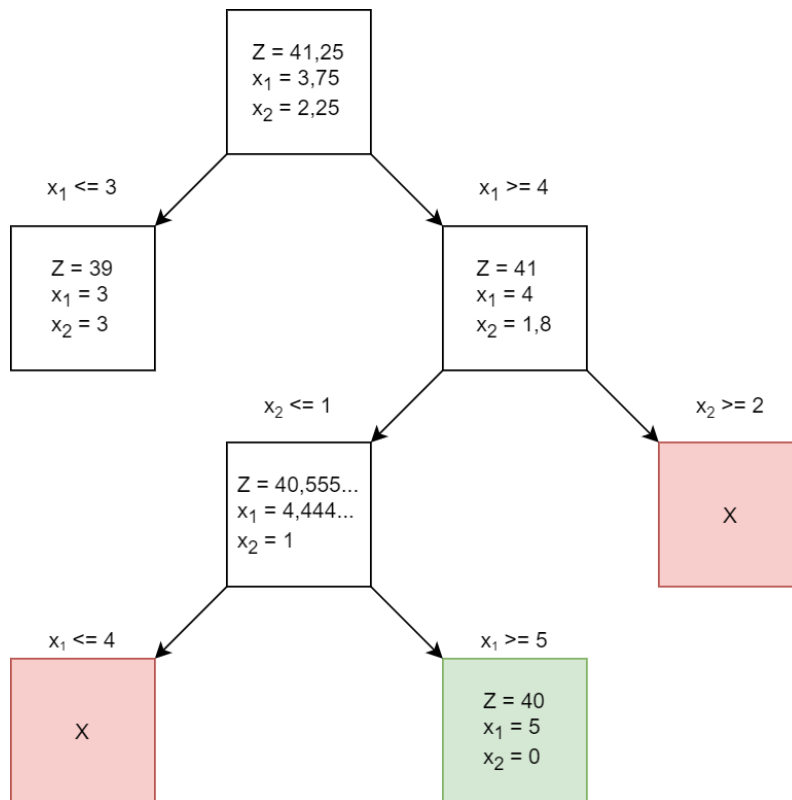 Z = 41,25
x₁ = 3,75
x₂ = 2,25
x₁ <= 3
x₁ >= 4
Z = 39
x₁ = 3
x₂ = 3
Z = 41
x₁ = 4
x₂ = 1,8
x₂ <= 1
x₂ >= 2
Z = 40,555...
x₁ = 4,444...
x₂ = 1
X
x₁ <= 4
x₁ >= 5
X
Z = 40
x₁ = 5
x₂ = 0